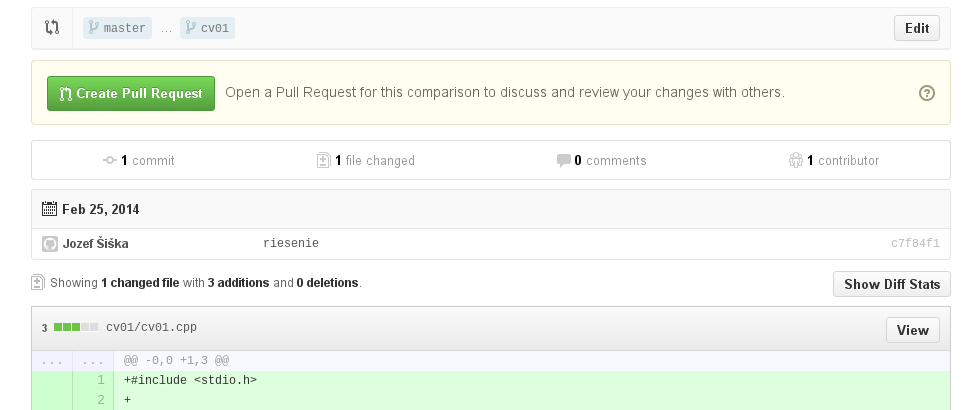 master ... cv01 Edit
Create Pull Request Open a Pull Request for this comparison to discuss and review your changes with others. ?
1 commit 1 file changed 0 comments 1 contributor
Feb 25, 2014
Jozef Šiška riesenie c7f84f1
Showing 1 changed file with 3 additions and 0 deletions. Show Diff Stats
3 cv01/cv01.cpp View
... ... @@ -0,0 +1,3 @@
1 +#include <stdio.h>
2 +